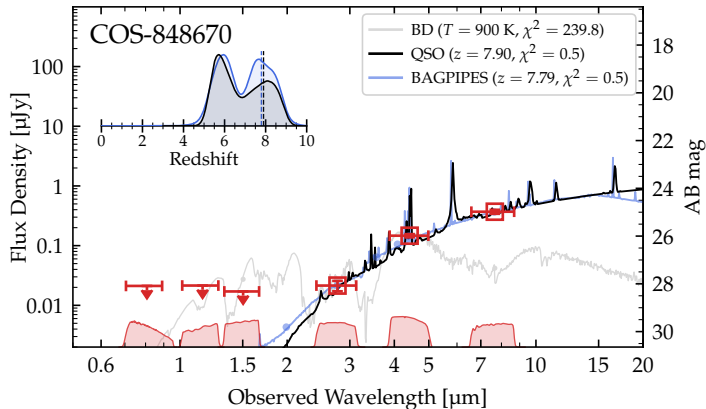 COS-848670
BD (T = 900 K, χ² = 239.8)
QSO (z = 7.90, χ² = 0.5)
BAGPIPES (z = 7.79, χ² = 0.5)
0 2 4 6 8 10
Redshift
100
10
1
0.1
0.01
Flux Density [μJy]
18
20
22
24
26
28
30
AB mag
0.6 1 1.5 2 3 4 5 10 15 20
Observed Wavelength [μm]